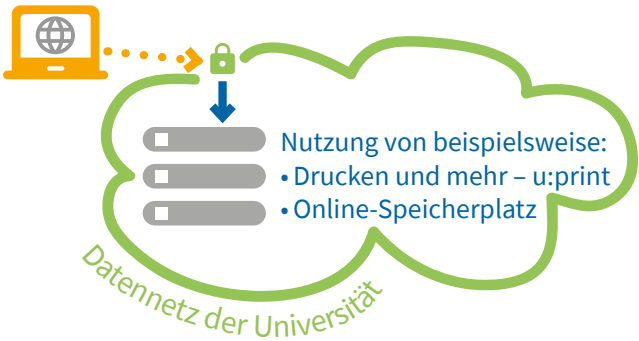 Nutzung von beispielsweise:
• Drucken und mehr – u:print
• Online-Speicherplatz
Datennetz der Universität